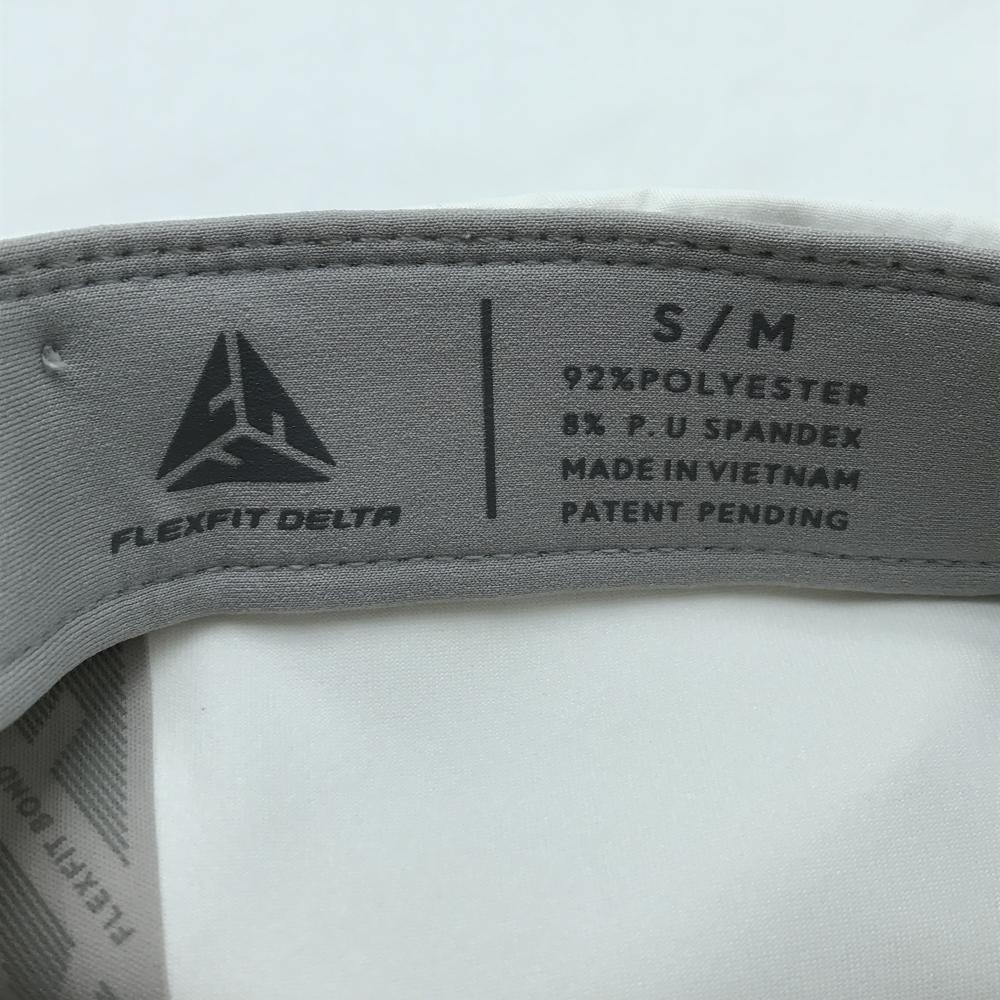 FLEXFIT DELTA
S/M
92%POLYESTER
8% P.U SPANDEX
MADE IN VIETNAM
PATENT PENDING
FLEXFIT BOND